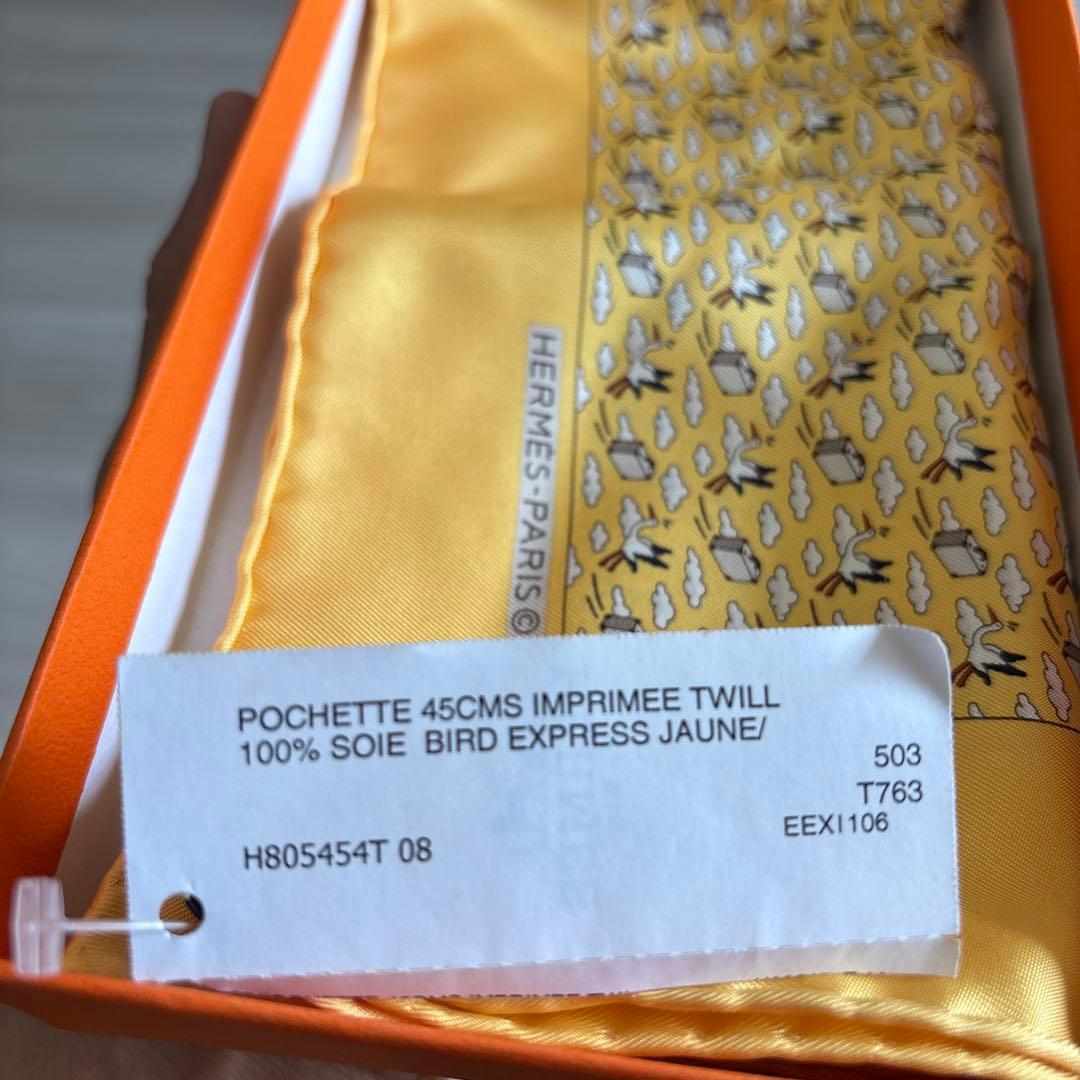 HERMÈS-PARIS©
POCHETTE 45CMS IMPRIMEE TWILL
100% SOIE BIRD EXPRESS JAUNE/
503
T763
EEXI106
H805454T 08